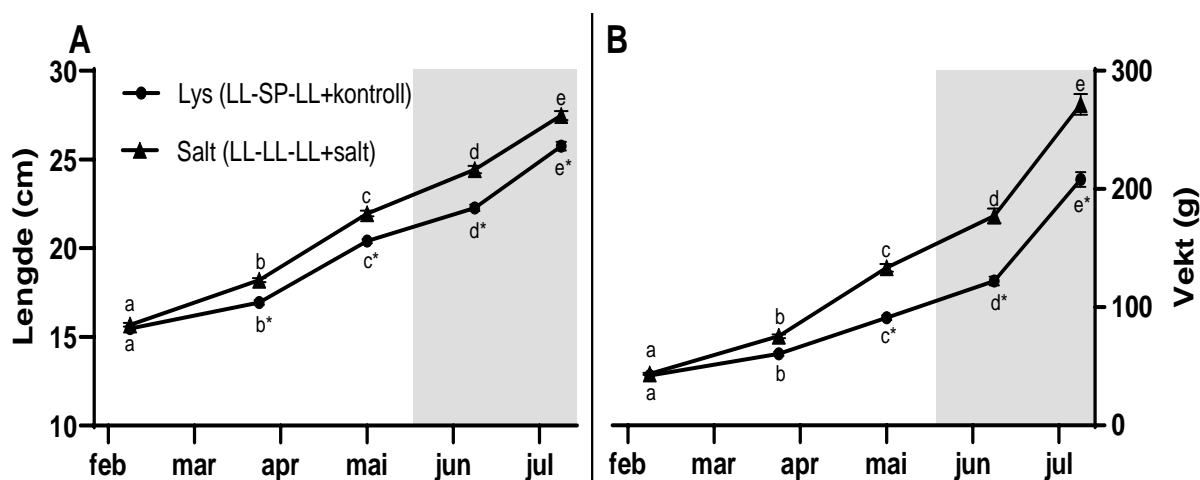 A
30
25
20
15
10
Lengde (cm)
Lys (LL-SP-LL+kontroll)
Salt (LL-LL-LL+salt)
a
a
b
b*
c
c*
d
d*
e
e*
feb mar apr mai jun jul
B
300
200
100
0
Vekt (g)
a
a
b
b
c
c*
d
d*
e
e*
feb mar apr mai jun jul